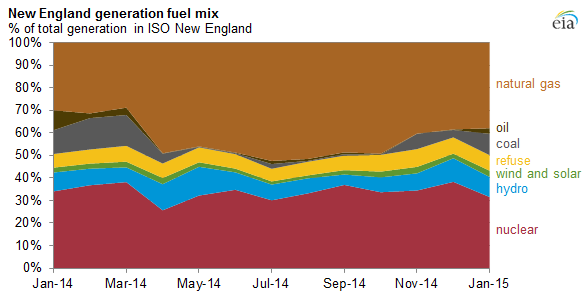 New England generation fuel mix
% of total generation in ISO New England
eia
100%
90%
80%
70%
60%
50%
40%
30%
20%
10%
0%
natural gas
oil
coal
refuse
wind and solar
hydro
nuclear
Jan-14 Mar-14 May-14 Jul-14 Sep-14 Nov-14 Jan-15